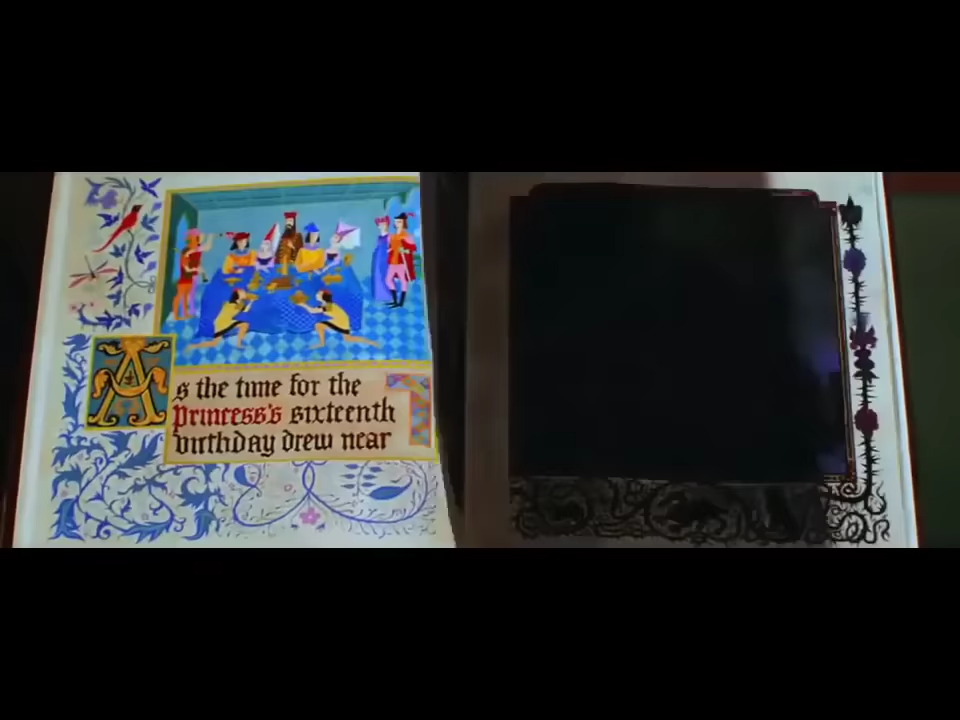 As the time for the
Princess's sixteenth
birthday drew near